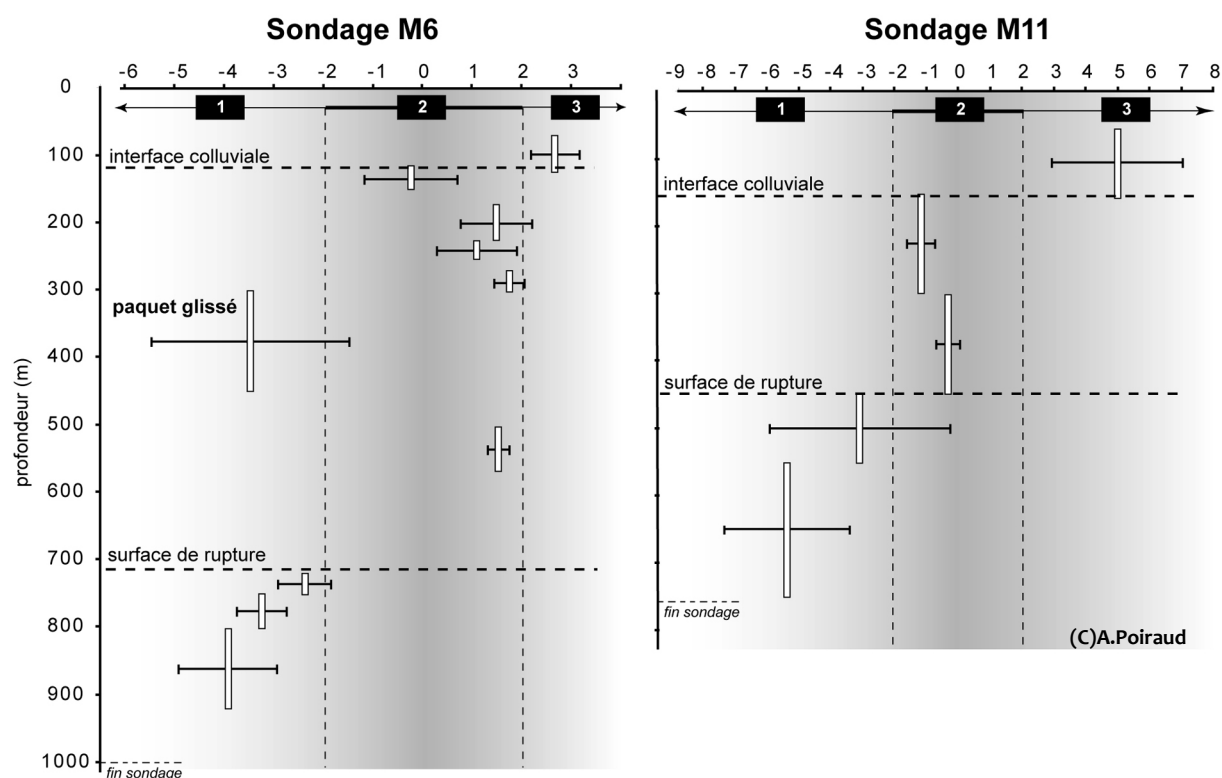 Sondage M6
-6 -5 -4 -3 -2 -1 0 1 2 3
0
1 2 3
100
interface colluviale
200
300
paquet glissé
400
profondeur (m)
500
600
700
surface de rupture
800
900
1000
fin sondage
Sondage M11
-9 -8 -7 -6 -5 -4 -3 -2 -1 0 1 2 3 4 5 6 7 8
1 2 3
interface colluviale
surface de rupture
fin sondage
(C)A.Poiraud